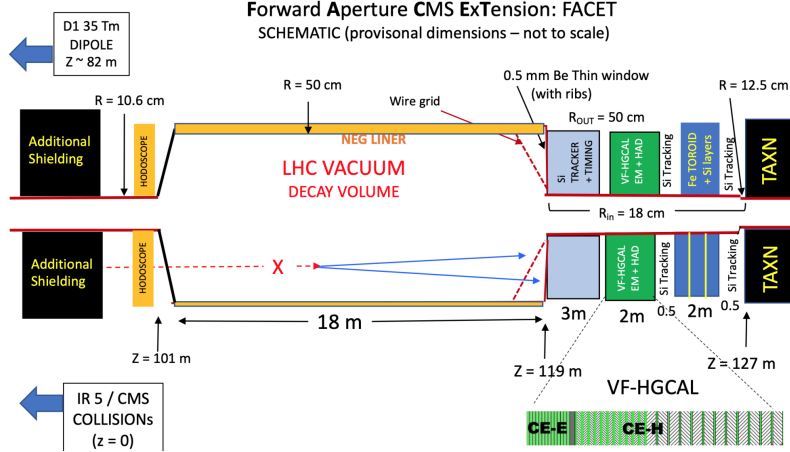 Forward Aperture CMS ExTension: FACET
SCHEMATIC (provisonal dimensions – not to scale)
D1 35 Tm
DIPOLE
Z ~ 82 m
R = 10.6 cm
R = 50 cm
Wire grid
0.5 mm Be Thin window
(with ribs)
R = 12.5 cm
ROUT = 50 cm
Additional
Shielding
HODOSCOPE
NEG LINER
LHC VACUUM
DECAY VOLUME
Si
TRACKER
+ TIMING
VF-HGCAL
EM + HAD
Si Tracking
Fe TOROID
+ Si layers
Si Tracking
TAXN
Rin = 18 cm
Additional
Shielding
HODOSCOPE
X
VF-HGCAL
EM + HAD
Si Tracking
Si Tracking
TAXN
18 m
3m
2m
0.5
2m
0.5
Z = 101 m
Z = 119 m
Z = 127 m
IR 5 / CMS
COLLISIONs
(z = 0)
VF-HGCAL
CE-E
CE-H